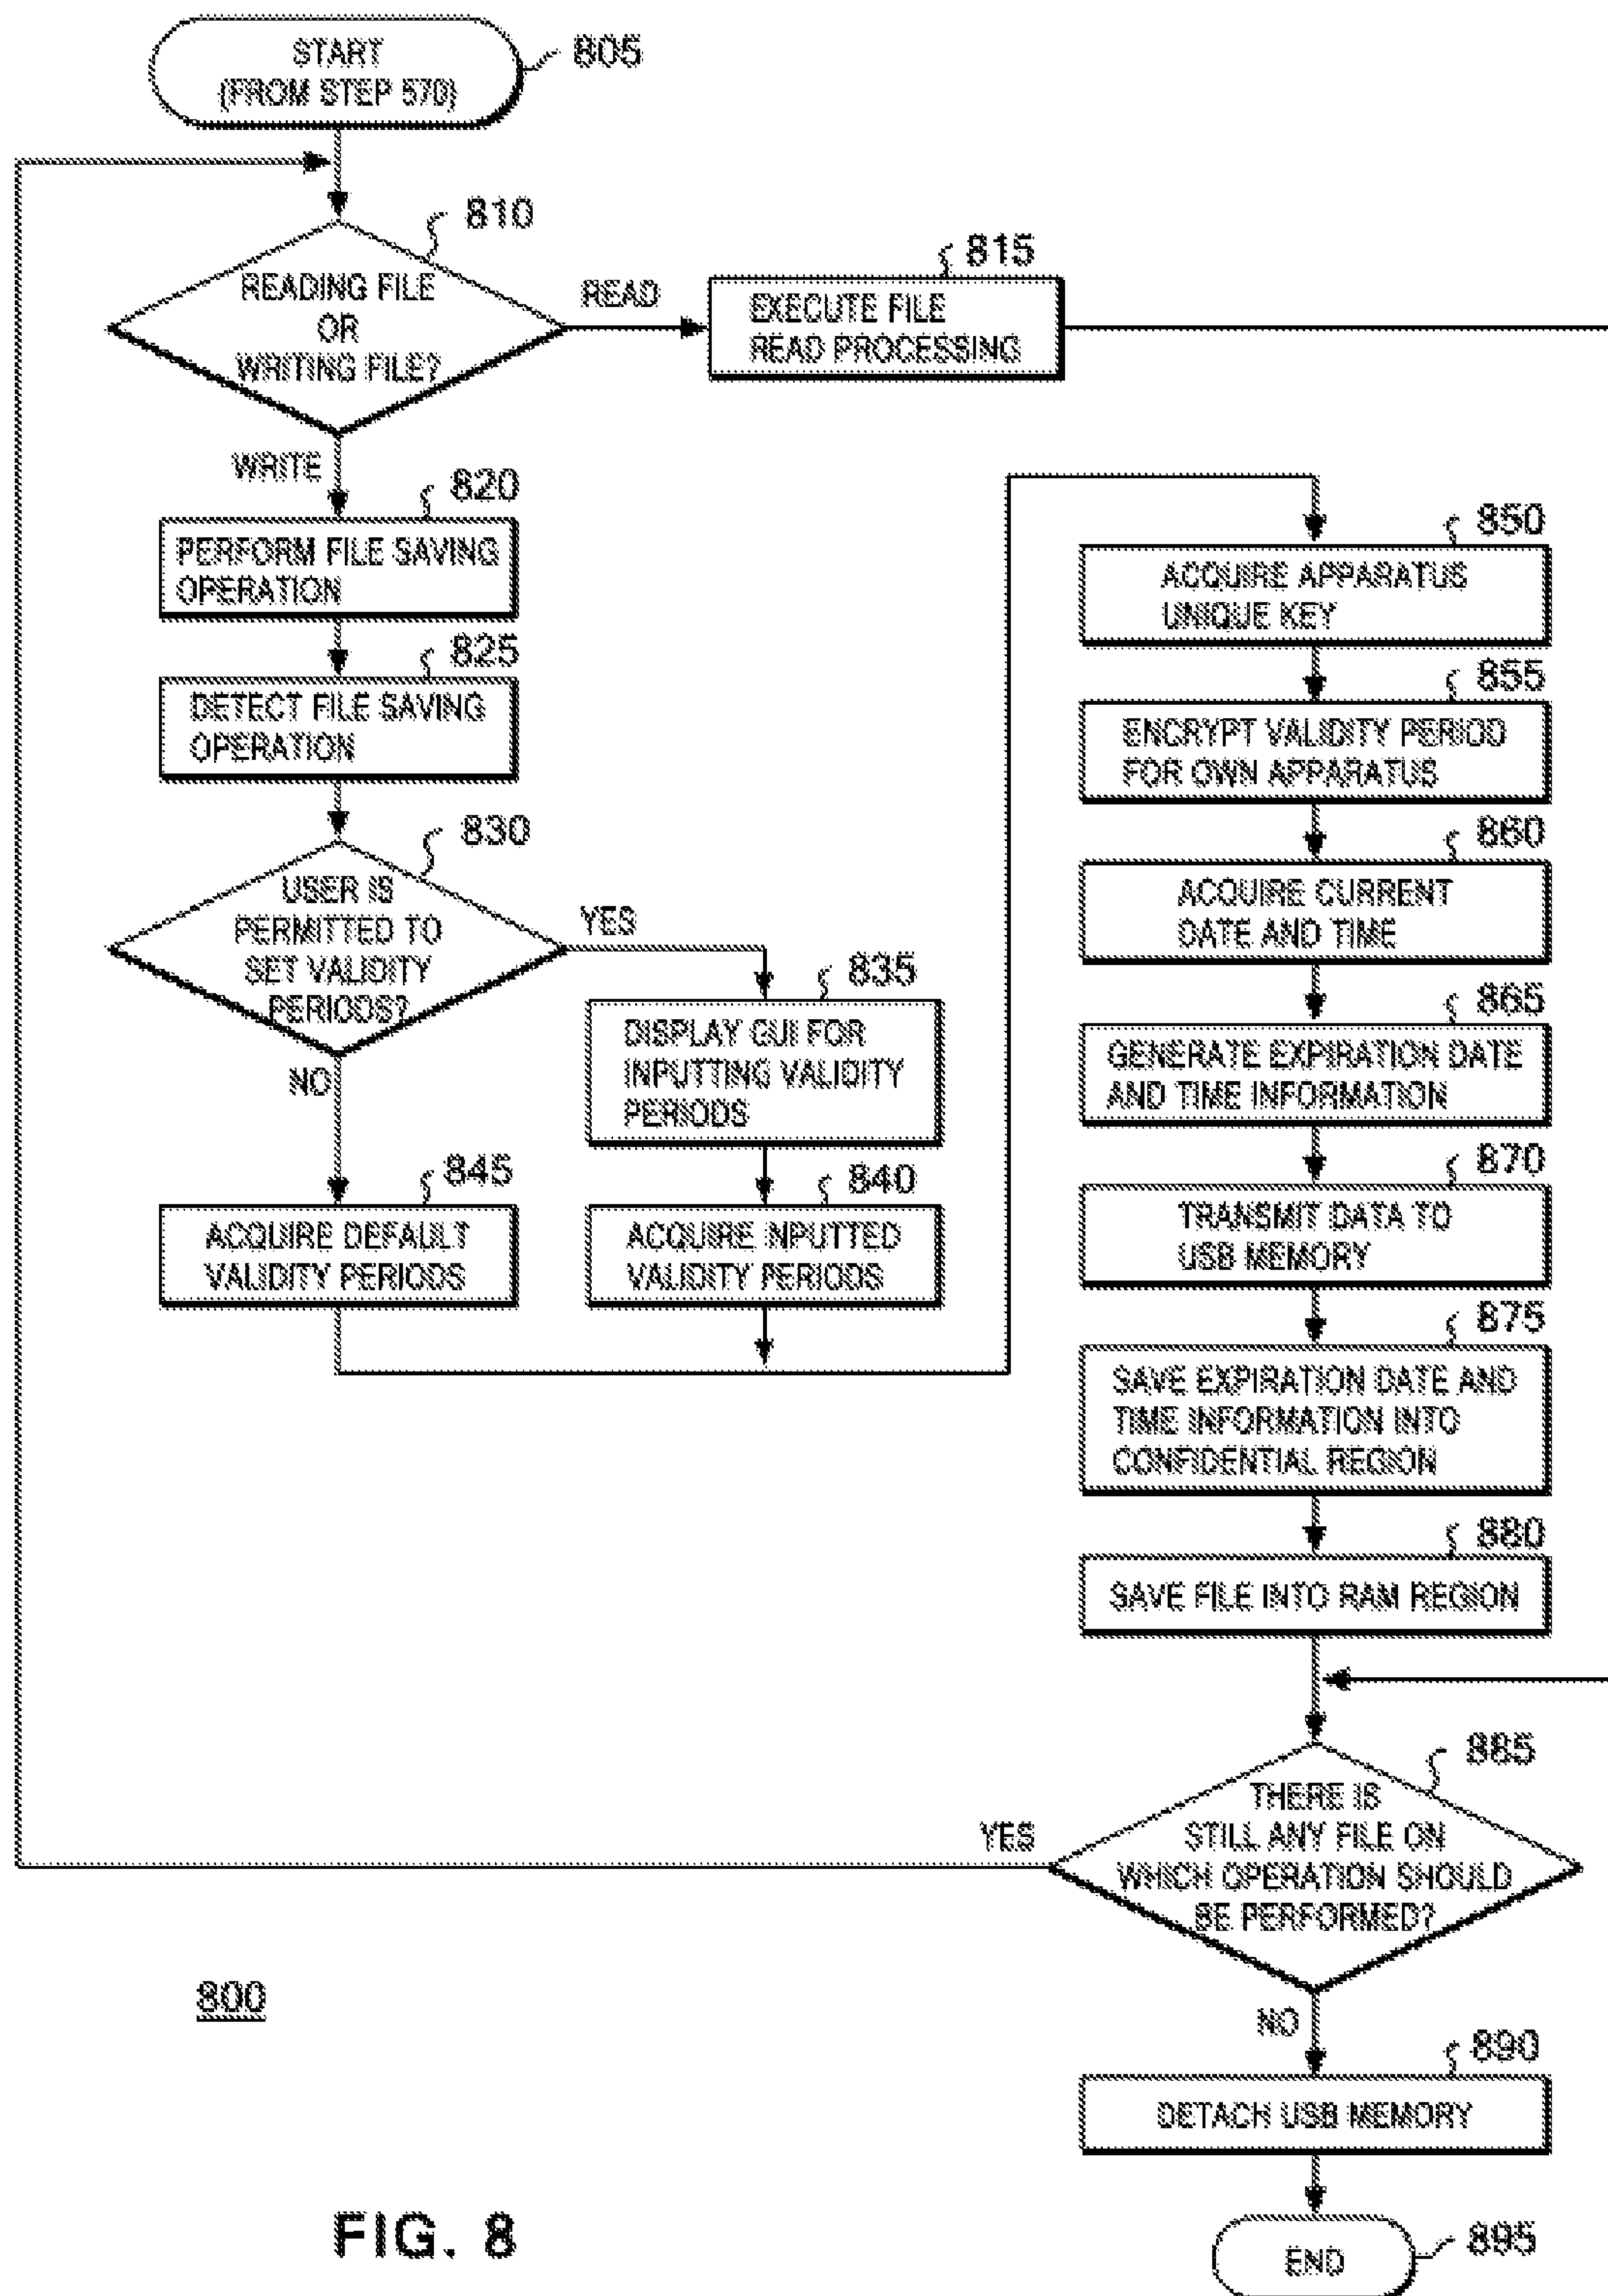 START
(FROM STEP 570)
805
810
READING FILE
OR
WRITING FILE?
READ
815
EXECUTE FILE
READ PROCESSING
WRITE
820
PERFORM FILE SAVING
OPERATION
825
DETECT FILE SAVING
OPERATION
830
USER IS
PERMITTED TO
SET VALIDITY
PERIODS?
YES
835
DISPLAY GUI FOR
INPUTTING VALIDITY
PERIODS
NO
845
ACQUIRE DEFAULT
VALIDITY PERIODS
840
ACQUIRE INPUTTED
VALIDITY PERIODS
850
ACQUIRE APPARATUS
UNIQUE KEY
855
ENCRYPT VALIDITY PERIOD
FOR OWN APPARATUS
860
ACQUIRE CURRENT
DATE AND TIME
865
GENERATE EXPIRATION DATE
AND TIME INFORMATION
870
TRANSMIT DATA TO
USB MEMORY
875
SAVE EXPIRATION DATE AND
TIME INFORMATION INTO
CONFIDENTIAL REGION
880
SAVE FILE INTO RAM REGION
885
THERE IS
STILL ANY FILE ON
WHICH OPERATION SHOULD
BE PERFORMED?
YES
NO
890
DETACH USB MEMORY
END
895
800
FIG. 8